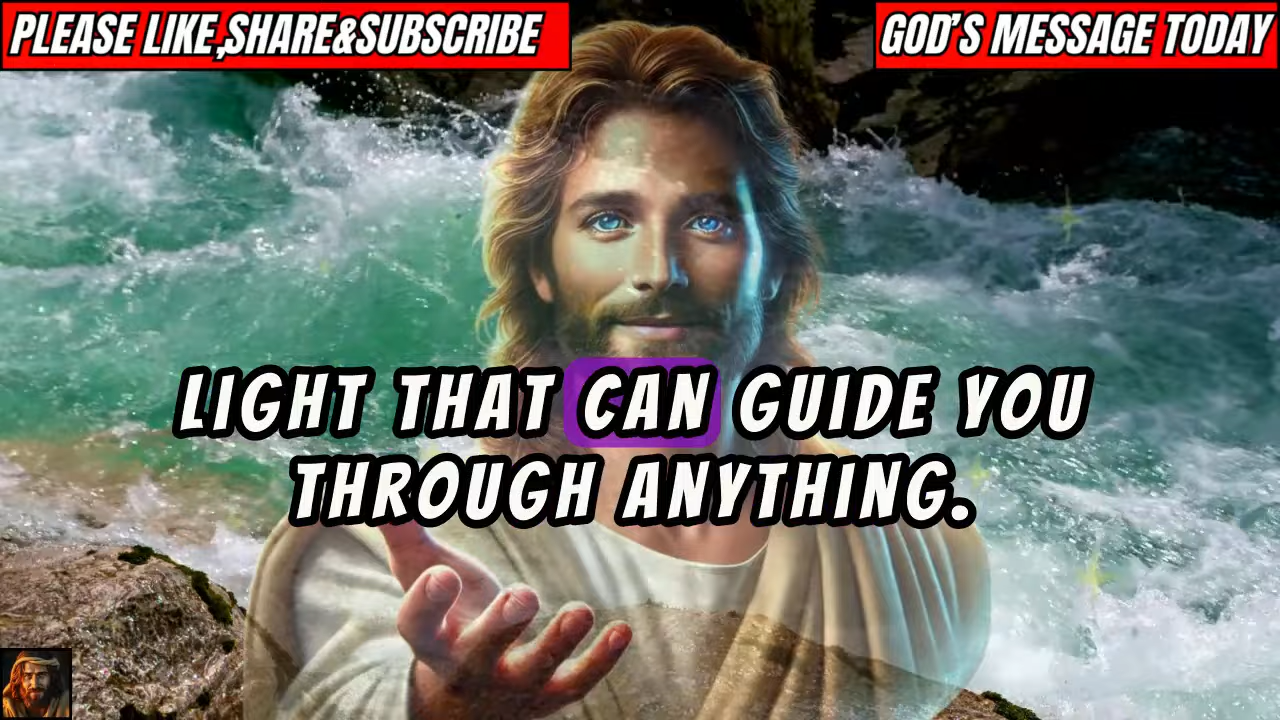 PLEASE LIKE,SHARE&SUBSCRIBE
GOD'S MESSAGE TODAY
LIGHT THAT CAN GUIDE YOU
THROUGH ANYTHING.